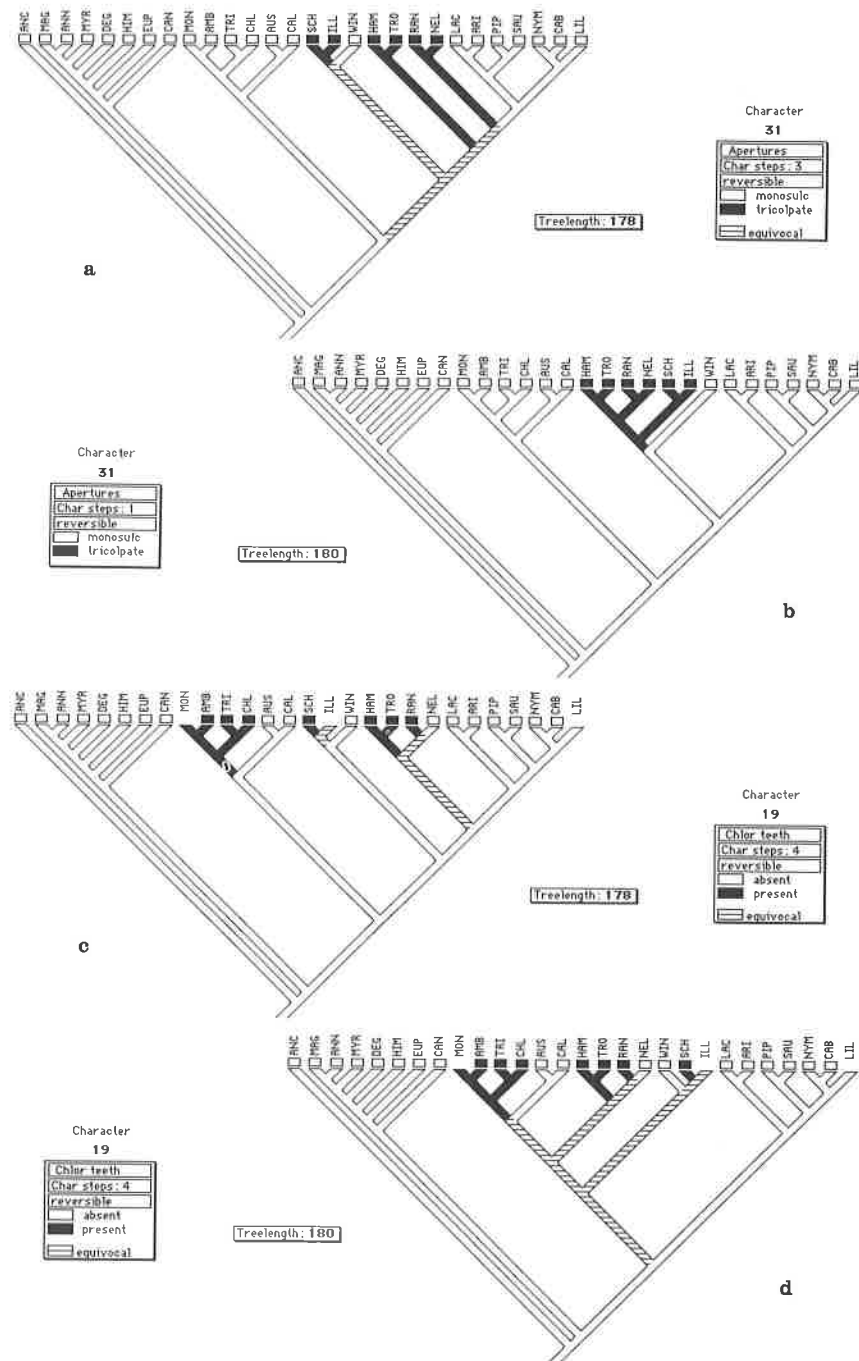 ANC MAG ANN MYR DEG HIM EUP CAN MON AMB TRI CHL AUS CAL SCH ILL WIN HAM TRO RAN NEL LAC ARI PIP SAU NYM CAB LIL
Character
31
Apertures
Char steps: 3
reversible
monosulc
tricolpate
equivocal
Treelength: 178
a
ANC MAG ANN MYR DEG HIM EUP CAN MON AMB TRI CHL AUS CAL HAM TRO RAN NEL SCH ILL WIN LAC ARI PIP SAU NYM CAB LIL
Character
31
Apertures
Char steps: 1
reversible
monosulc
tricolpate
Treelength: 180
b
ANC MAG ANN MYR DEG HIM EUP CAN MON AMB TRI CHL AUS CAL SCH ILL WIN HAM TRO RAN NEL LAC ARI PIP SAU NYM CAB LIL
Character
19
Chlor teeth
Char steps: 4
reversible
absent
present
equivocal
Treelength: 178
c
ANC MAG ANN MYR DEG HIM EUP CAN MON AMB TRI CHL AUS CAL HAM TRO RAN NEL WIN SCH ILL LAC ARI PIP SAU NYM CAB LIL
Character
19
Chlor teeth
Char steps: 4
reversible
absent
present
equivocal
Treelength: 180
d